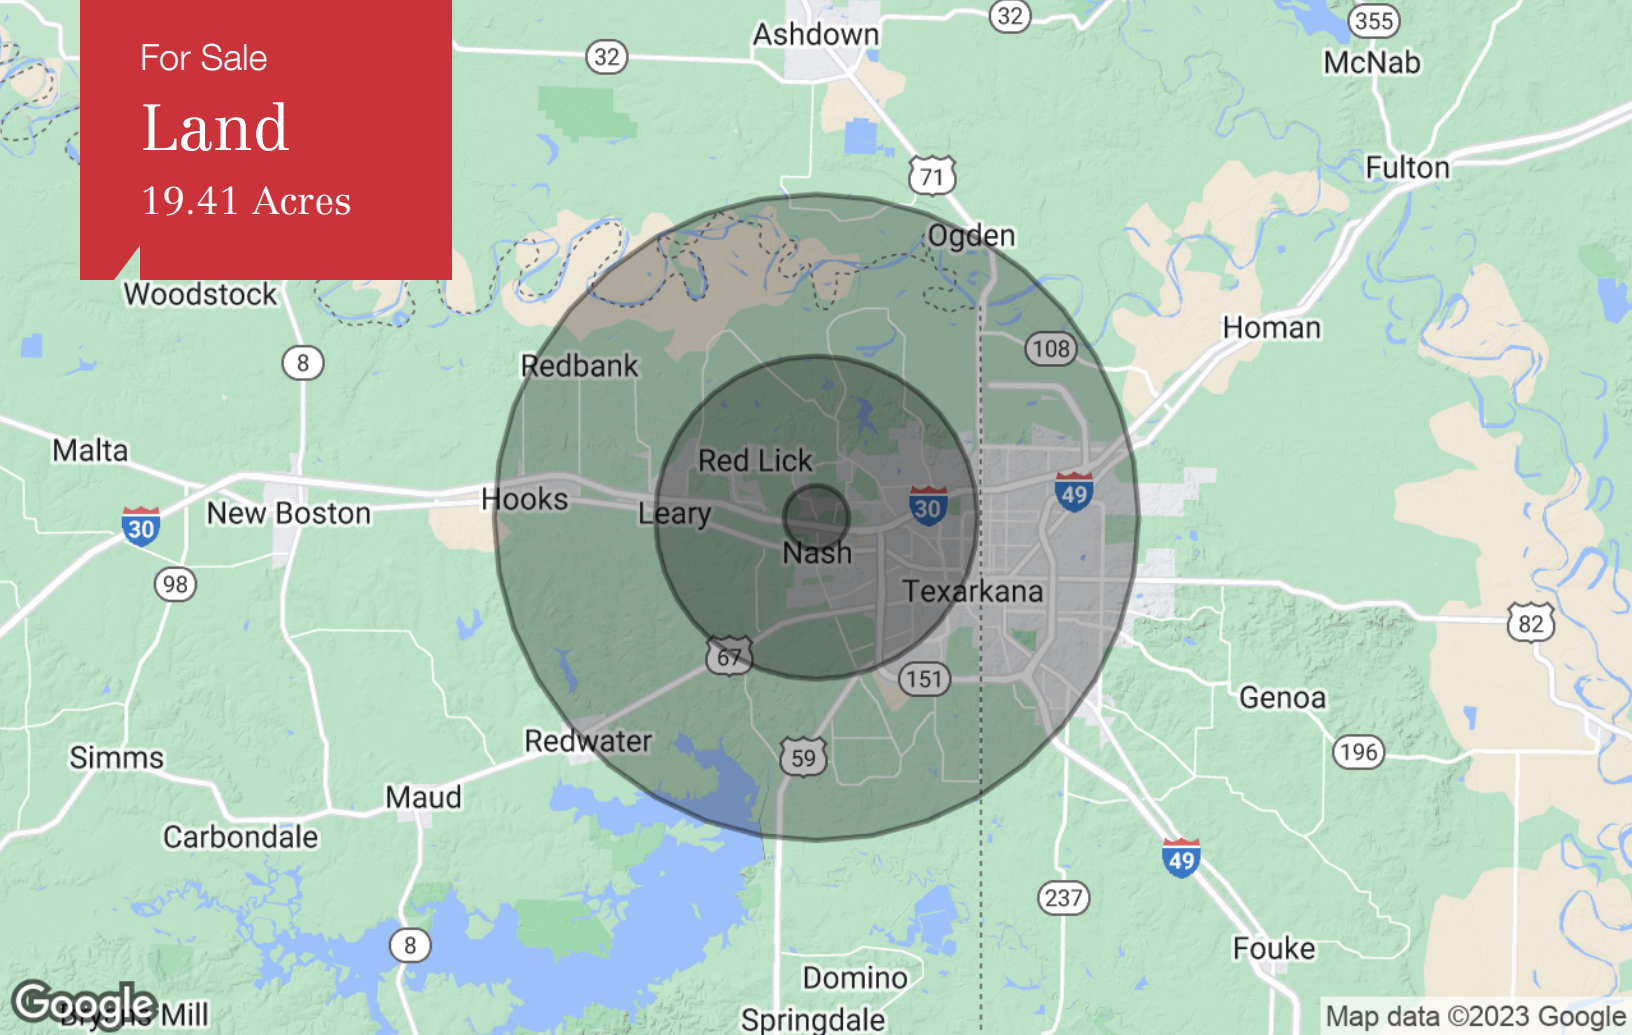 For Sale
Land
19.41 Acres
Ashdown
32
32
355
McNab
71
Fulton
Ogden
Woodstock
Homan
8
108
Redbank
Malta
Red Lick
49
30
Hooks
Leary
New Boston
30
Nash
98
Texarkana
82
67
151
Genoa
Redwater
59
196
Simms
Maud
Carbondale
49
237
8
Fouke
Domino
Google
Mill
Springdale
Map data ©2023 Google